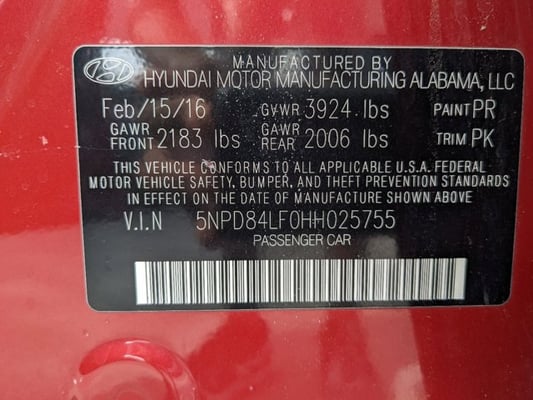 MANUFACTURED BY
HYUNDAI MOTOR MANUFACTURING ALABAMA, LLC
Feb/15/16 GVWR 3924 lbs PAINT PR
GAWR FRONT 2183 lbs GAWR REAR 2006 lbs TRIM PK
THIS VEHICLE CONFORMS TO ALL APPLICABLE U.S.A. FEDERAL
MOTOR VEHICLE SAFETY, BUMPER, AND THEFT PREVENTION
STANDARDS IN EFFECT ON THE DATE OF MANUFACTURE SHOWN ABOVE.
V.I.N 5NPD84LF0HH025755
PASSENGER CAR